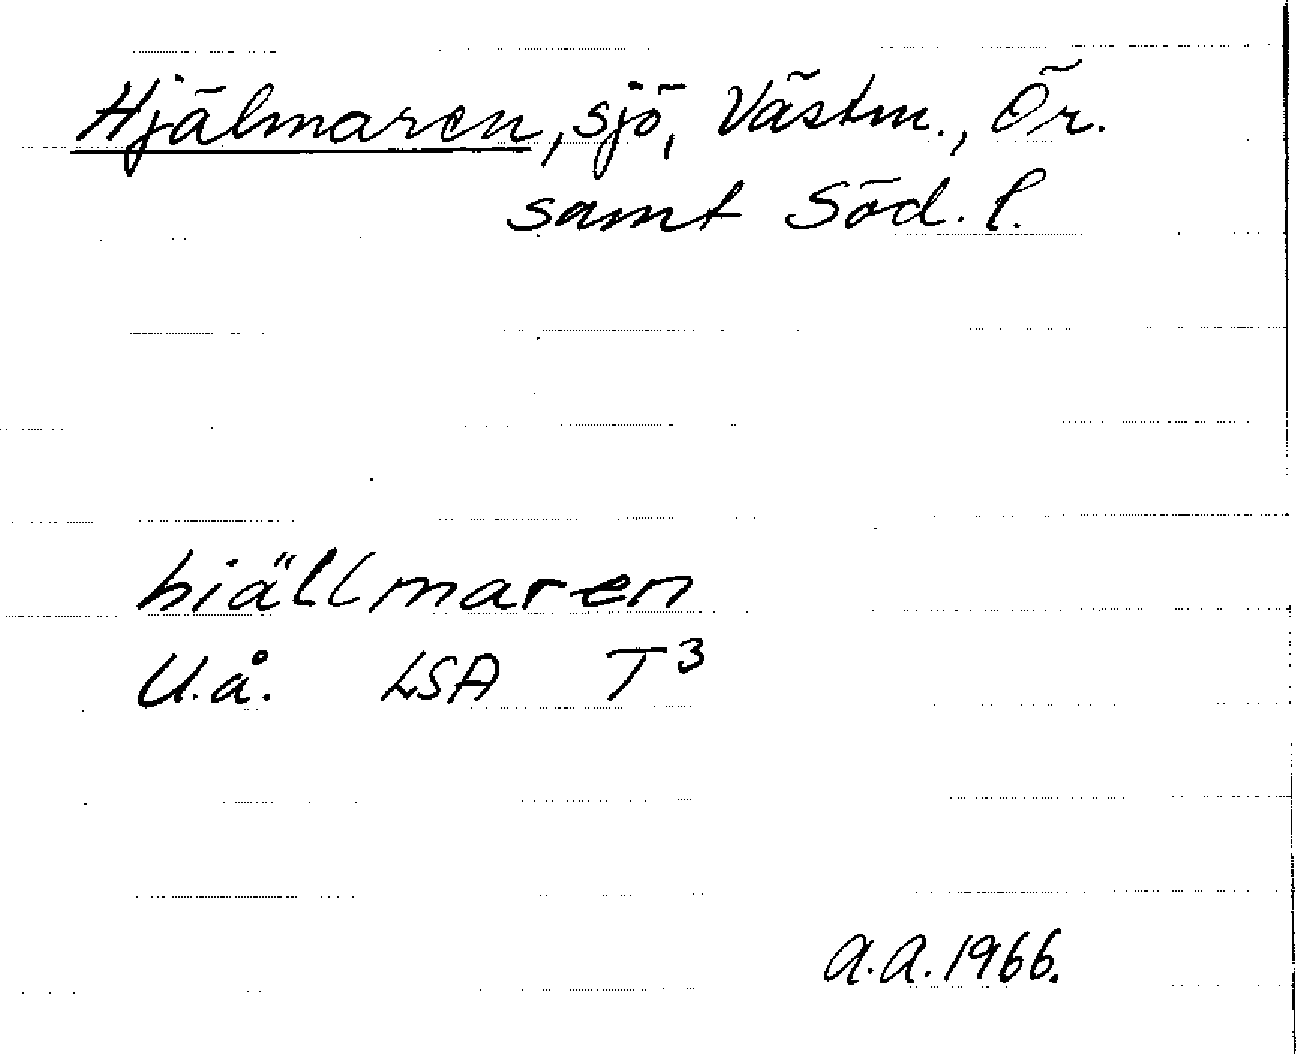 Hjälmaren, sjö, Västm., Ör.
samt Söd. l.
hiällmaren
U.å. LSA T³
A.A. 1966.